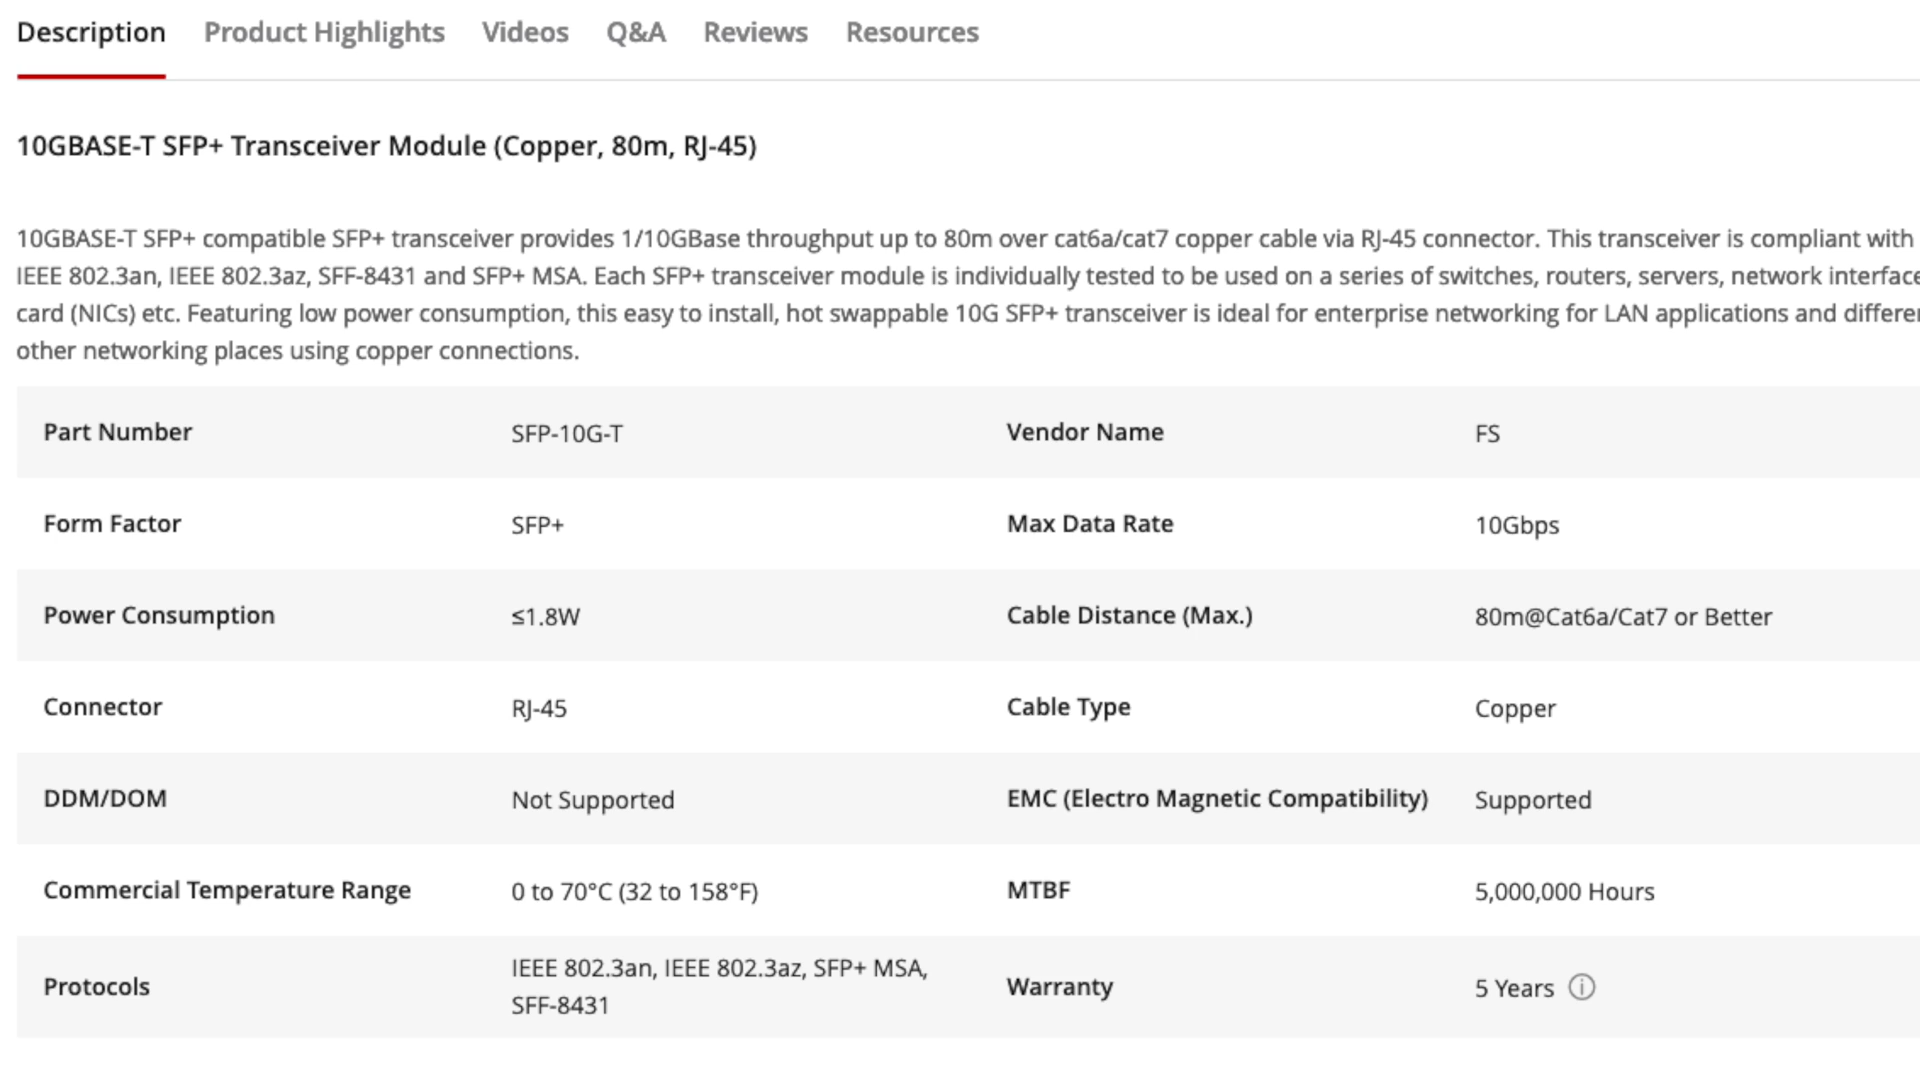 Description Product Highlights Videos Q&A Reviews Resources
10GBASE-T SFP+ Transceiver Module (Copper, 80m, RJ-45)
10GBASE-T SFP+ compatible SFP+ transceiver provides 1/10GBase throughput up to 80m over cat6a/cat7 copper cable via RJ-45 connector. This transceiver is compliant with
IEEE 802.3an, IEEE 802.3az, SFF-8431 and SFP+ MSA. Each SFP+ transceiver module is individually tested to be used on a series of switches, routers, servers, network interface
card (NICs) etc. Featuring low power consumption, this easy to install, hot swappable 10G SFP+ transceiver is ideal for enterprise networking for LAN applications and differen
other networking places using copper connections.
Part Number SFP-10G-T Vendor Name FS
Form Factor SFP+ Max Data Rate 10Gbps
Power Consumption ≤1.8W Cable Distance (Max.) 80m@Cat6a/Cat7 or Better
Connector RJ-45 Cable Type Copper
DDM/DOM Not Supported EMC (Electro Magnetic Compatibility) Supported
Commercial Temperature Range 0 to 70°C (32 to 158°F) MTBF 5,000,000 Hours
Protocols IEEE 802.3an, IEEE 802.3az, SFP+ MSA,
SFF-8431 Warranty 5 Years